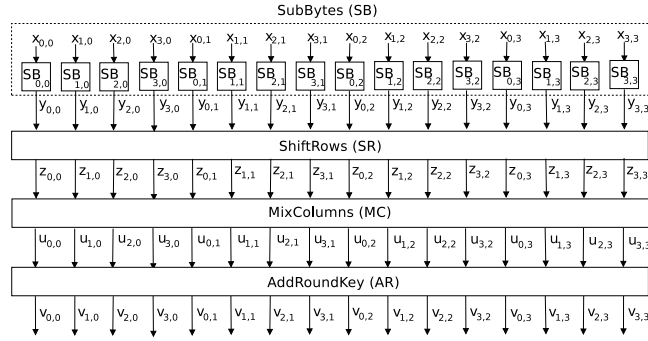 SubBytes (SB)
x0,0 x1,0 x2,0 x3,0 x0,1 x1,1 x2,1 x3,1 x0,2 x1,2 x2,2 x3,2 x0,3 x1,3 x2,3 x3,3
SB0,0 SB1,0 SB2,0 SB3,0 SB0,1 SB1,1 SB2,1 SB3,1 SB0,2 SB1,2 SB2,2 SB3,2 SB0,3 SB1,3 SB2,3 SB3,3
y0,0 y1,0 y2,0 y3,0 y0,1 y1,1 y2,1 y3,1 y0,2 y1,2 y2,2 y3,2 y0,3 y1,3 y2,3 y3,3
ShiftRows (SR)
z0,0 z1,0 z2,0 z3,0 z0,1 z1,1 z2,1 z3,1 z0,2 z1,2 z2,2 z3,2 z0,3 z1,3 z2,3 z3,3
MixColumns (MC)
u0,0 u1,0 u2,0 u3,0 u0,1 u1,1 u2,1 u3,1 u0,2 u1,2 u2,2 u3,2 u0,3 u1,3 u2,3 u3,3
AddRoundKey (AR)
v0,0 v1,0 v2,0 v3,0 v0,1 v1,1 v2,1 v3,1 v0,2 v1,2 v2,2 v3,2 v0,3 v1,3 v2,3 v3,3